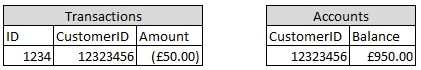 Transactions
ID CustomerID Amount
1234 12323456 (£50.00)
Accounts
CustomerID Balance
12323456 £950.00